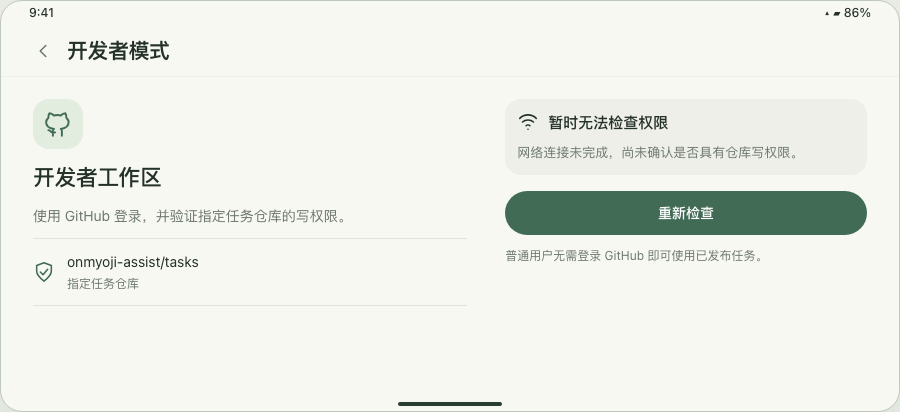 9:41
86%
开发者模式
开发者工作区
使用 GitHub 登录，并验证指定任务仓库的写权限。
onmyoji-assist/tasks
指定任务仓库
暂时无法检查权限
网络连接未完成，尚未确认是否具有仓库写权限。
重新检查
普通用户无需登录 GitHub 即可使用已发布任务。